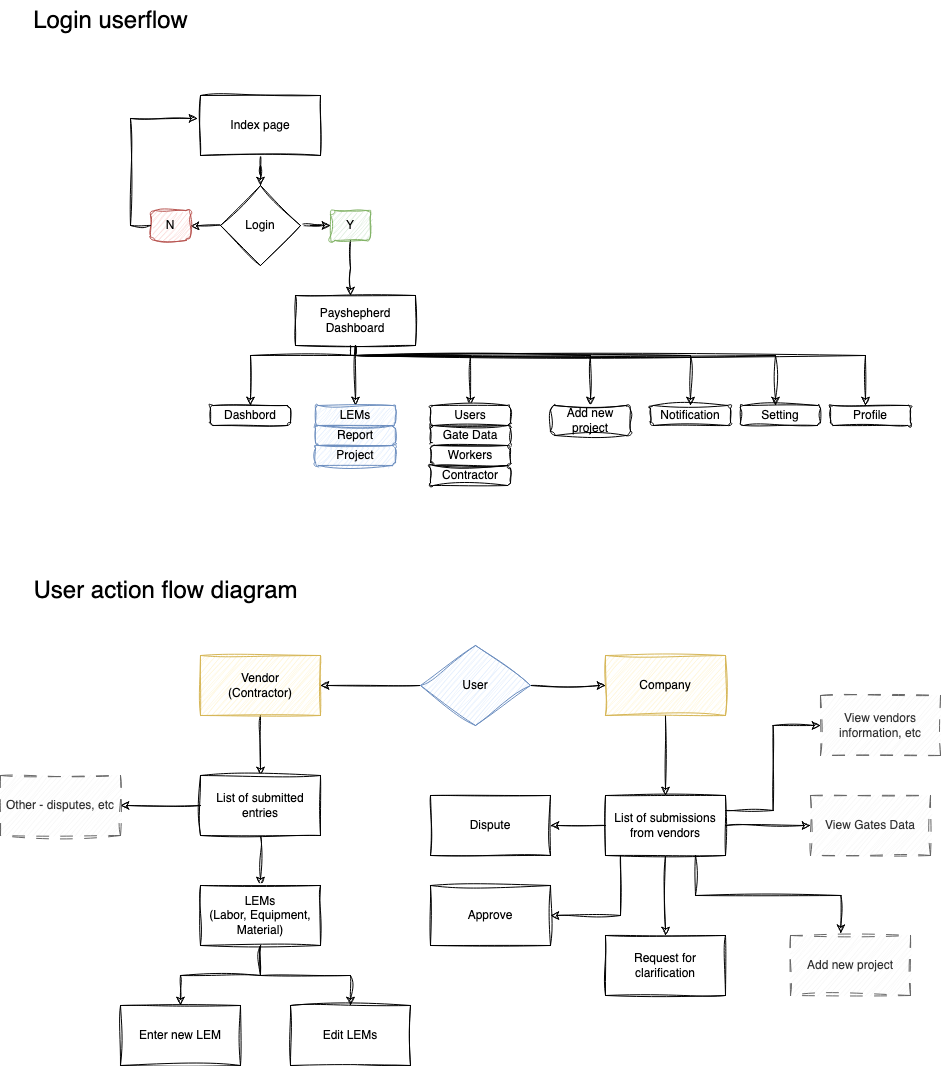 Login userflow
Index page
N
Login
Y
Payshepherd
Dashboard
Dashbord
LEMs
Users
Add new
project
Notification
Setting
Profile
Report
Gate Data
Project
Workers
Contractor
User action flow diagram
Vendor
(Contractor)
User
Company
View vendors
information, etc
Other - disputes, etc
List of submitted
entries
Dispute
List of submissions
from vendors
View Gates Data
LEMs
(Labor, Equipment,
Material)
Approve
Request for
clarification
Add new project
Enter new LEM
Edit LEMs